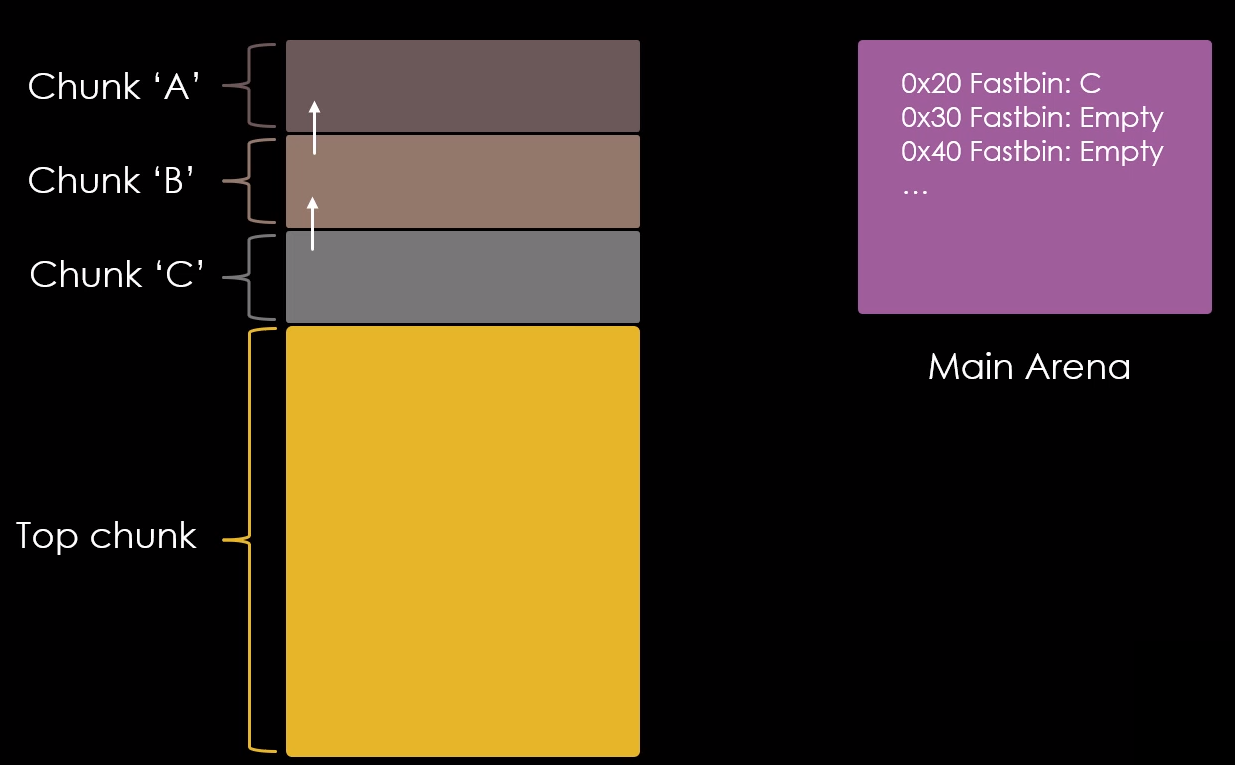 Chunk ‘A’
Chunk ‘B’
Chunk ‘C’
Top chunk
0x20 Fastbin: C
0x30 Fastbin: Empty
0x40 Fastbin: Empty
...
Main Arena